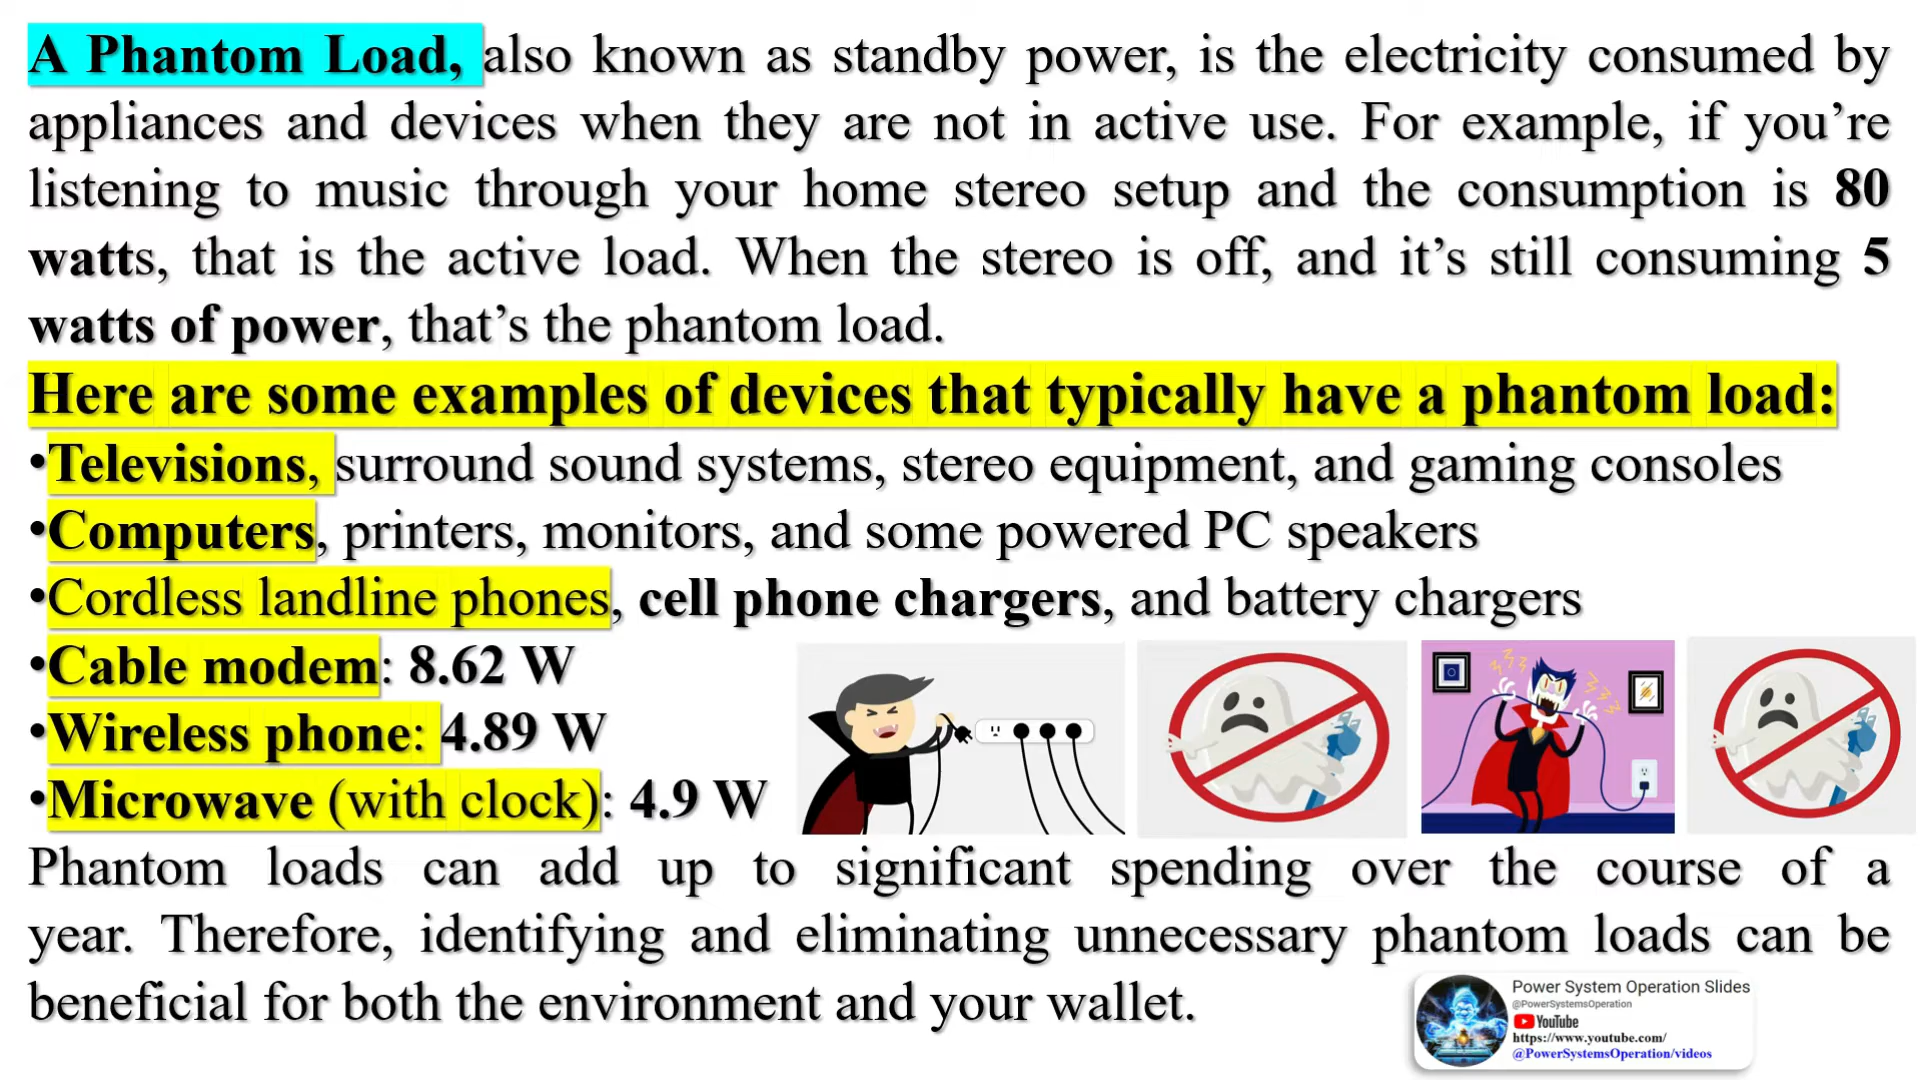 A Phantom Load, also known as standby power, is the electricity consumed by
appliances and devices when they are not in active use. For example, if you’re
listening to music through your home stereo setup and the consumption is 80
watts, that is the active load. When the stereo is off, and it’s still consuming 5
watts of power, that’s the phantom load.
Here are some examples of devices that typically have a phantom load:
•Televisions, surround sound systems, stereo equipment, and gaming consoles
•Computers, printers, monitors, and some powered PC speakers
•Cordless landline phones, cell phone chargers, and battery chargers
•Cable modem: 8.62 W
•Wireless phone: 4.89 W
•Microwave (with clock): 4.9 W
Phantom loads can add up to significant spending over the course of a
year. Therefore, identifying and eliminating unnecessary phantom loads can be
beneficial for both the environment and your wallet.
Power System Operation Slides
@PowerSystemsOperation
YouTube
https://www.youtube.com/
@PowerSystemsOperation/videos